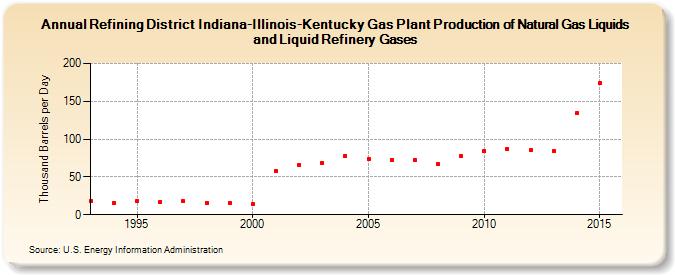 Annual Refining District Indiana-Illinois-Kentucky Gas Plant Production of Natural Gas Liquids
and Liquid Refinery Gases
Thousand Barrels per Day
200
150
100
50
0
1995 2000 2005 2010 2015
Source: U.S. Energy Information Administration